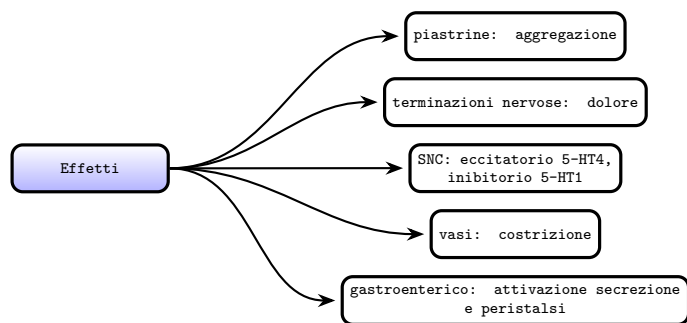 piastrine: aggregazione
terminazioni nervose: dolore
Effetti
SNC: eccitatorio 5-HT4,
inibitorio 5-HT1
vasi: costrizione
gastroenterico: attivazione secrezione
e peristalsi